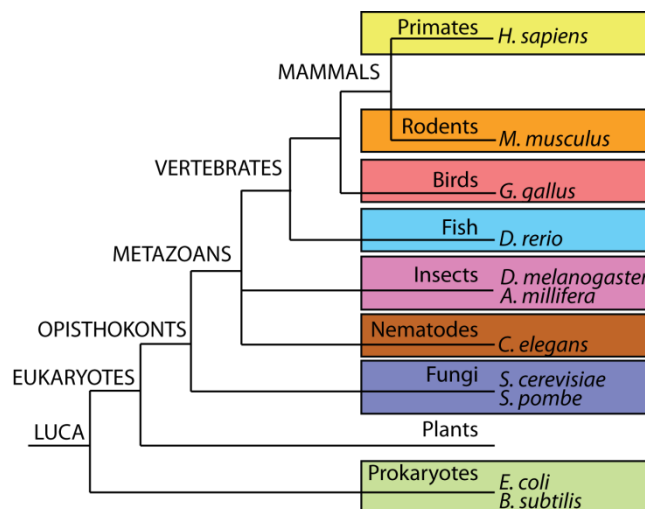 Primates
H. sapiens
MAMMALS
Rodents
M. musculus
VERTEBRATES
Birds
G. gallus
Fish
D. rerio
METAZOANS
Insects
D. melanogaster
A. millifera
OPISTHOKONTS
Nematodes
C. elegans
EUKARYOTES
Fungi
S. cerevisiae
S. pombe
LUCA
Plants
Prokaryotes
E. coli
B. subtilis